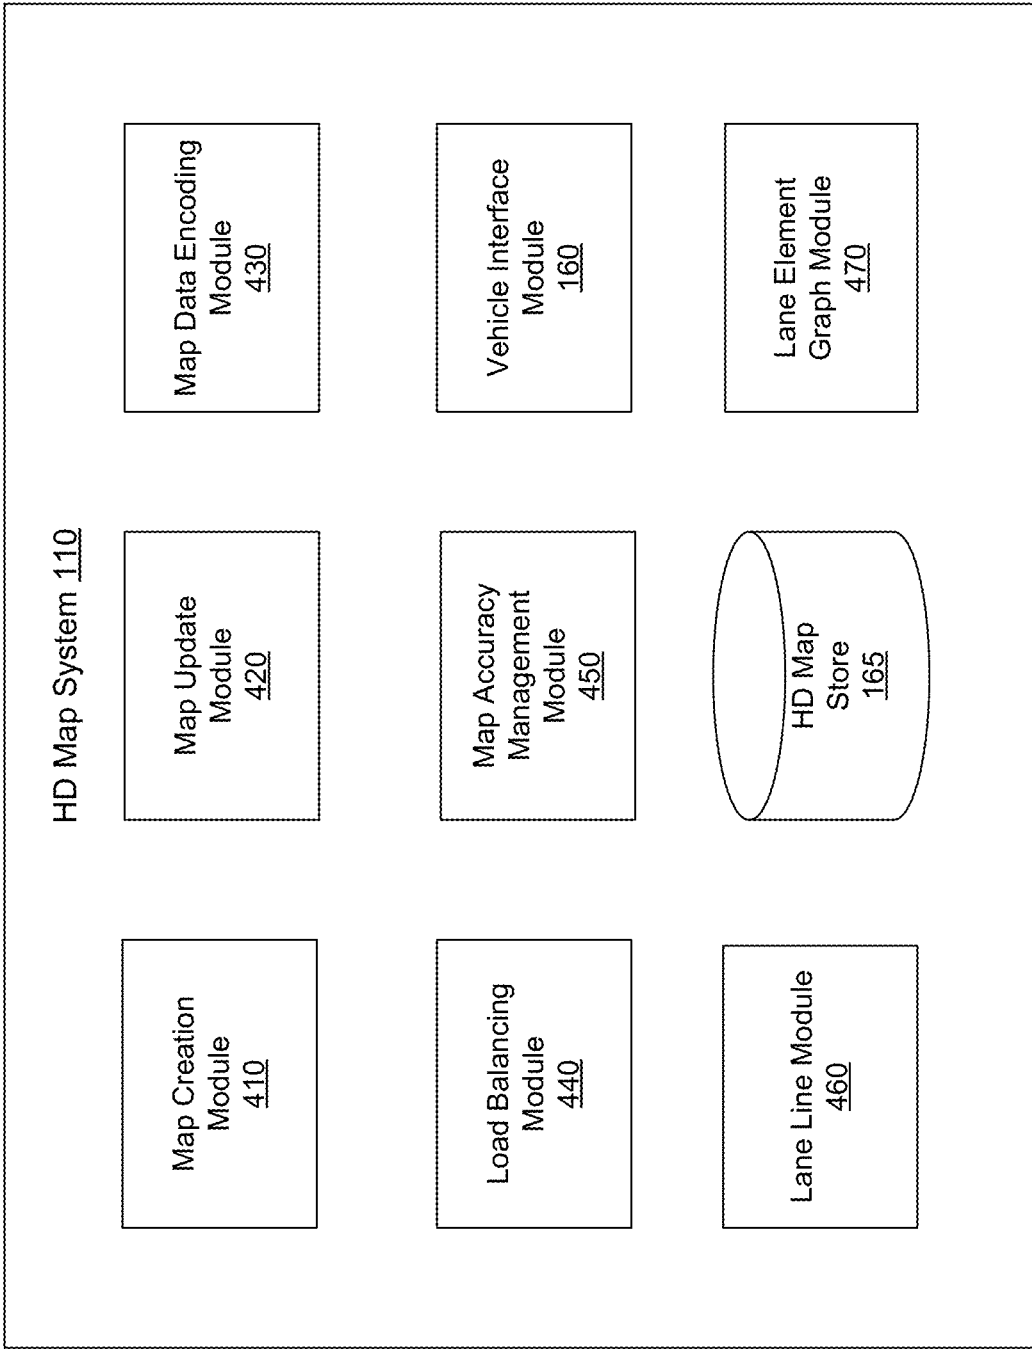 HD Map System 110
Map Creation
Module
410
Map Update
Module
420
Map Data Encoding
Module
430
Load Balancing
Module
440
Map Accuracy
Management
Module
450
Vehicle Interface
Module
160
Lane Line Module
460
HD Map
Store
165
Lane Element
Graph Module
470